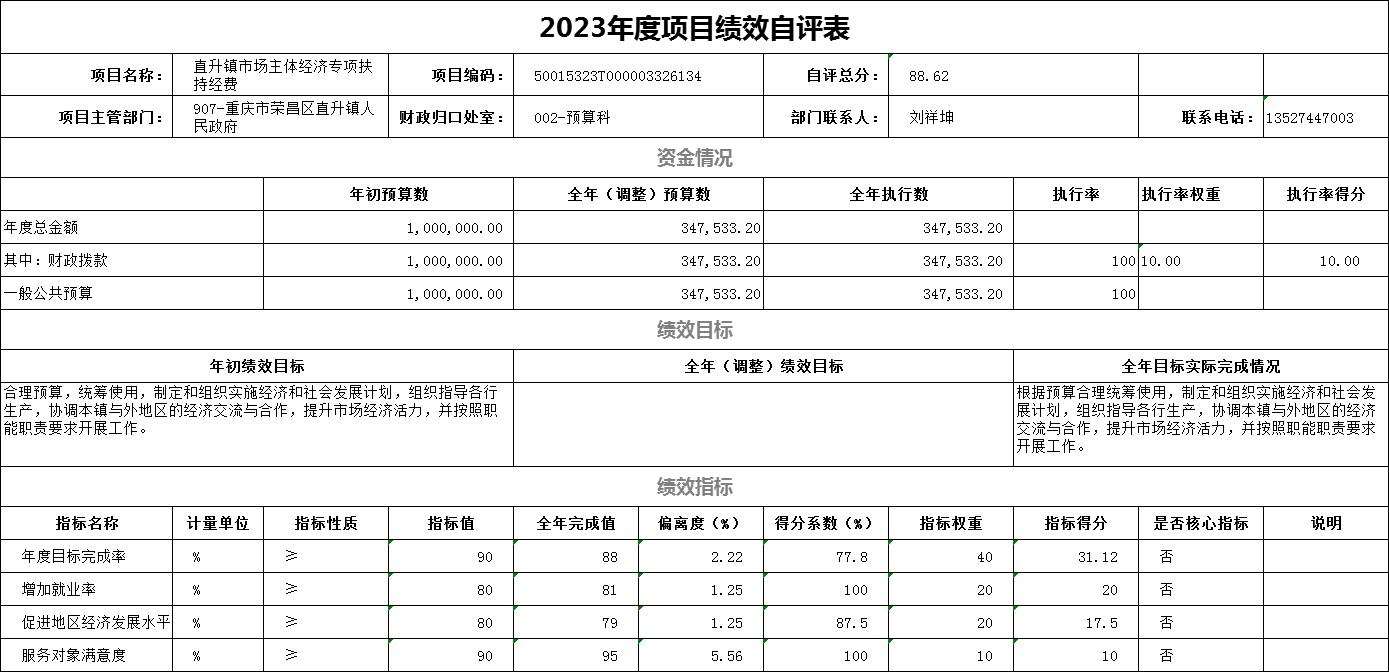 2023年度项目绩效自评表
项目名称： 直升镇市场主体经济专项扶持经费 项目编码： 50015323T000003326134 自评总分： 88.62
项目主管部门： 907-重庆市荣昌区直升镇人民政府 财政归口处室： 002-预算科 部门联系人： 刘祥坤 联系电话： 13527447003
资金情况
年初预算数 全年（调整）预算数 全年执行数 执行率 执行率权重 执行率得分
年度总金额 1,000,000.00 347,533.20 347,533.20
其中：财政拨款 1,000,000.00 347,533.20 347,533.20 100 10.00 10.00
一般公共预算 1,000,000.00 347,533.20 347,533.20 100
绩效目标
年初绩效目标 全年（调整）绩效目标 全年目标实际完成情况
合理预算，统筹使用，制定和组织实施经济和社会发展计划，组织指导各行
生产，协调本镇与外地区的经济交流与合作，提升市场经济活力，并按照职
能职责要求开展工作。
根据预算合理统筹使用，制定和组织实施经济和社会发
展计划，组织指导各行生产，协调本镇与外地区的经济
交流与合作，提升市场经济活力，并按照职能职责要求
开展工作。
绩效指标
指标名称 计量单位 指标性质 指标值 全年完成值 偏离度（%） 得分系数（%） 指标权重 指标得分 是否核心指标 说明
年度目标完成率 % ≥ 90 88 2.22 77.8 40 31.12 否
增加就业率 % ≥ 80 81 1.25 100 20 20 否
促进地区经济发展水平 % ≥ 80 79 1.25 87.5 20 17.5 否
服务对象满意度 % ≥ 90 95 5.56 100 10 10 否